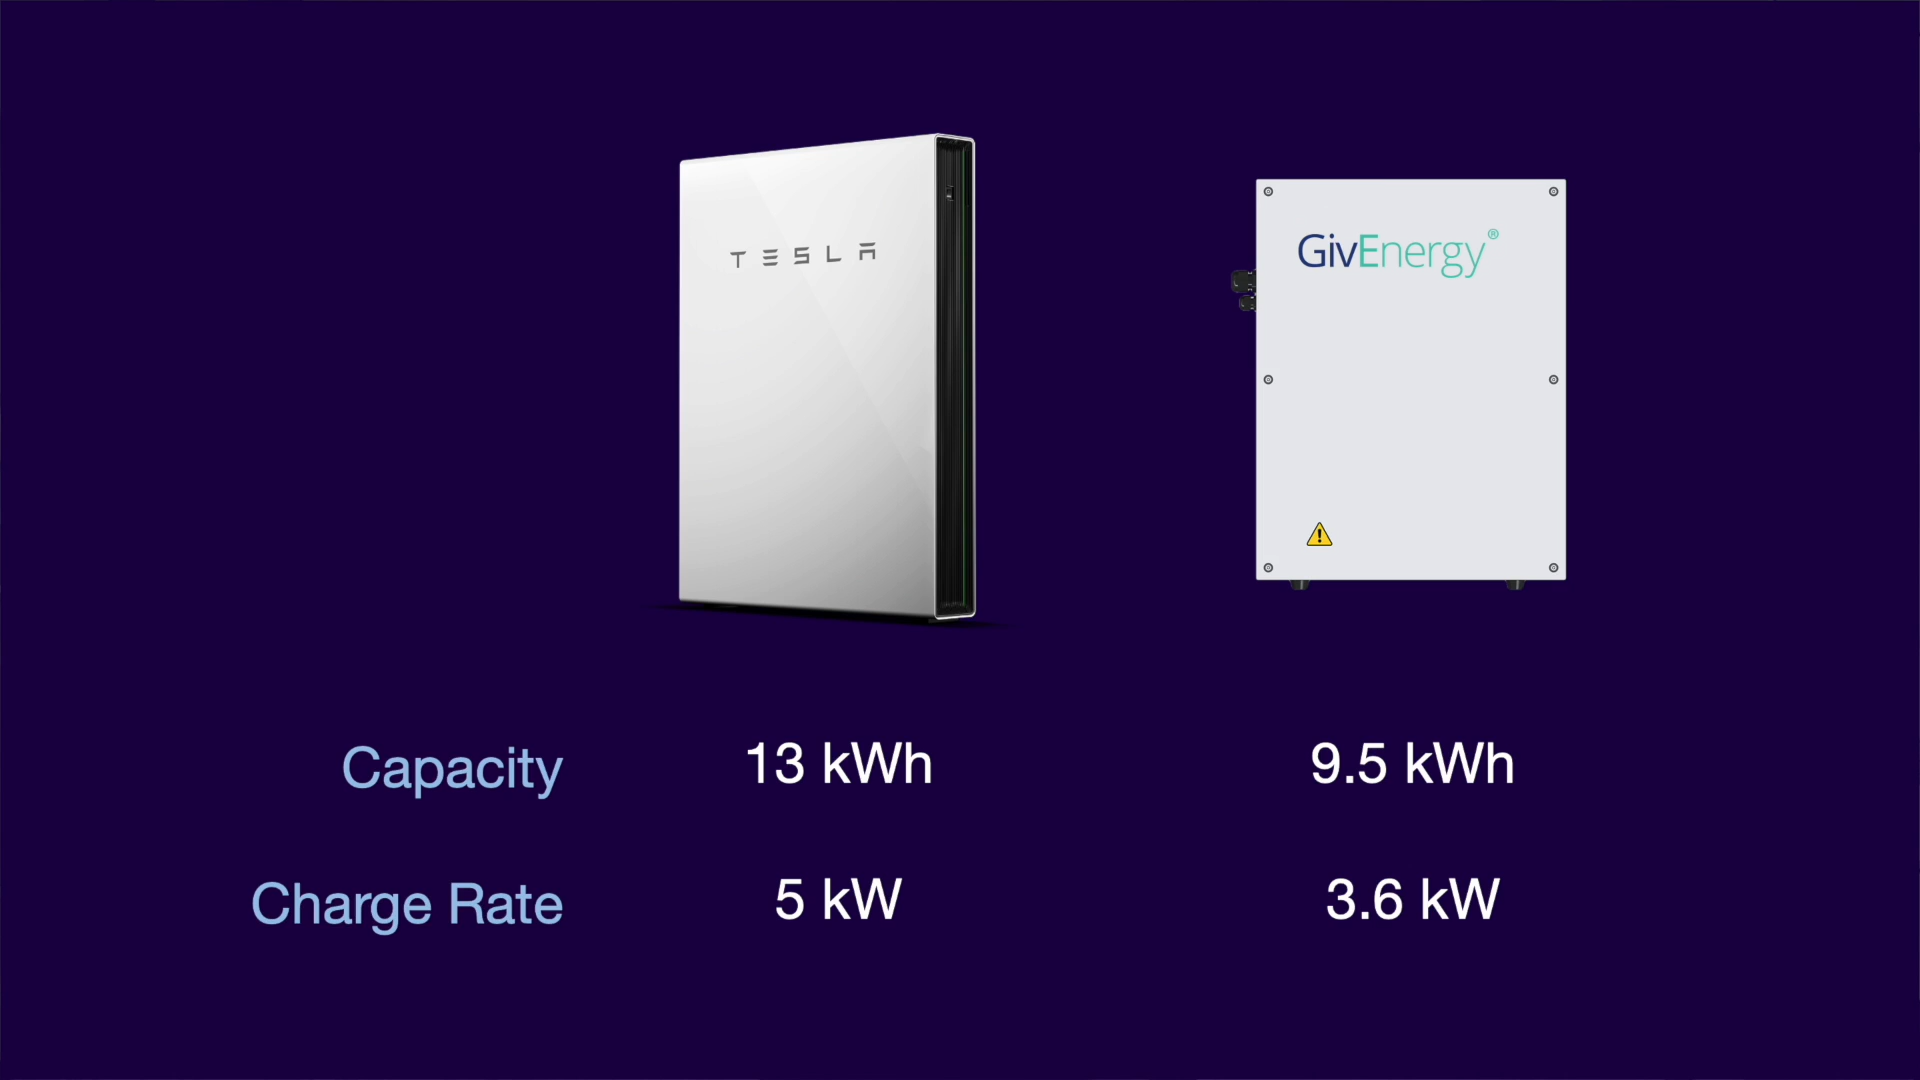 TESLA
GivEnergy®
Capacity 13 kWh 9.5 kWh
Charge Rate 5 kW 3.6 kW